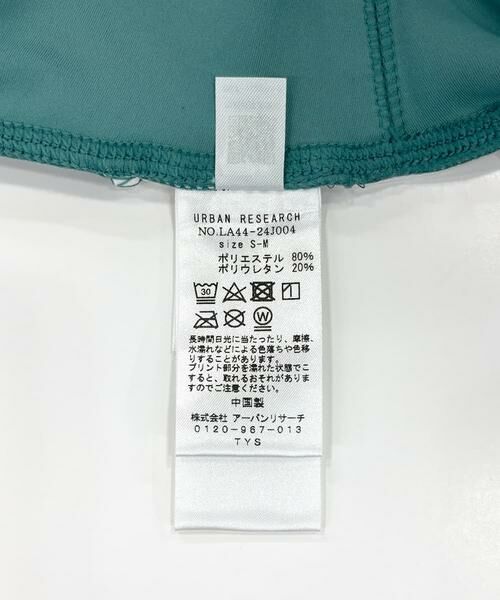 URBAN RESEARCH
NO.LA44-24J004
size S-M
ポリエステル 80%
ポリウレタン 20%
30
W
長時間日光に当たったり、摩擦、
水濡れなどによる色落ちや色移
りすることがあります。
プリント部分を濡れた状態でこ
すると、取れるおそれがありま
すのでご注意ください。
中国製
株式会社 アーバンリサーチ
0120-967-013
TYS